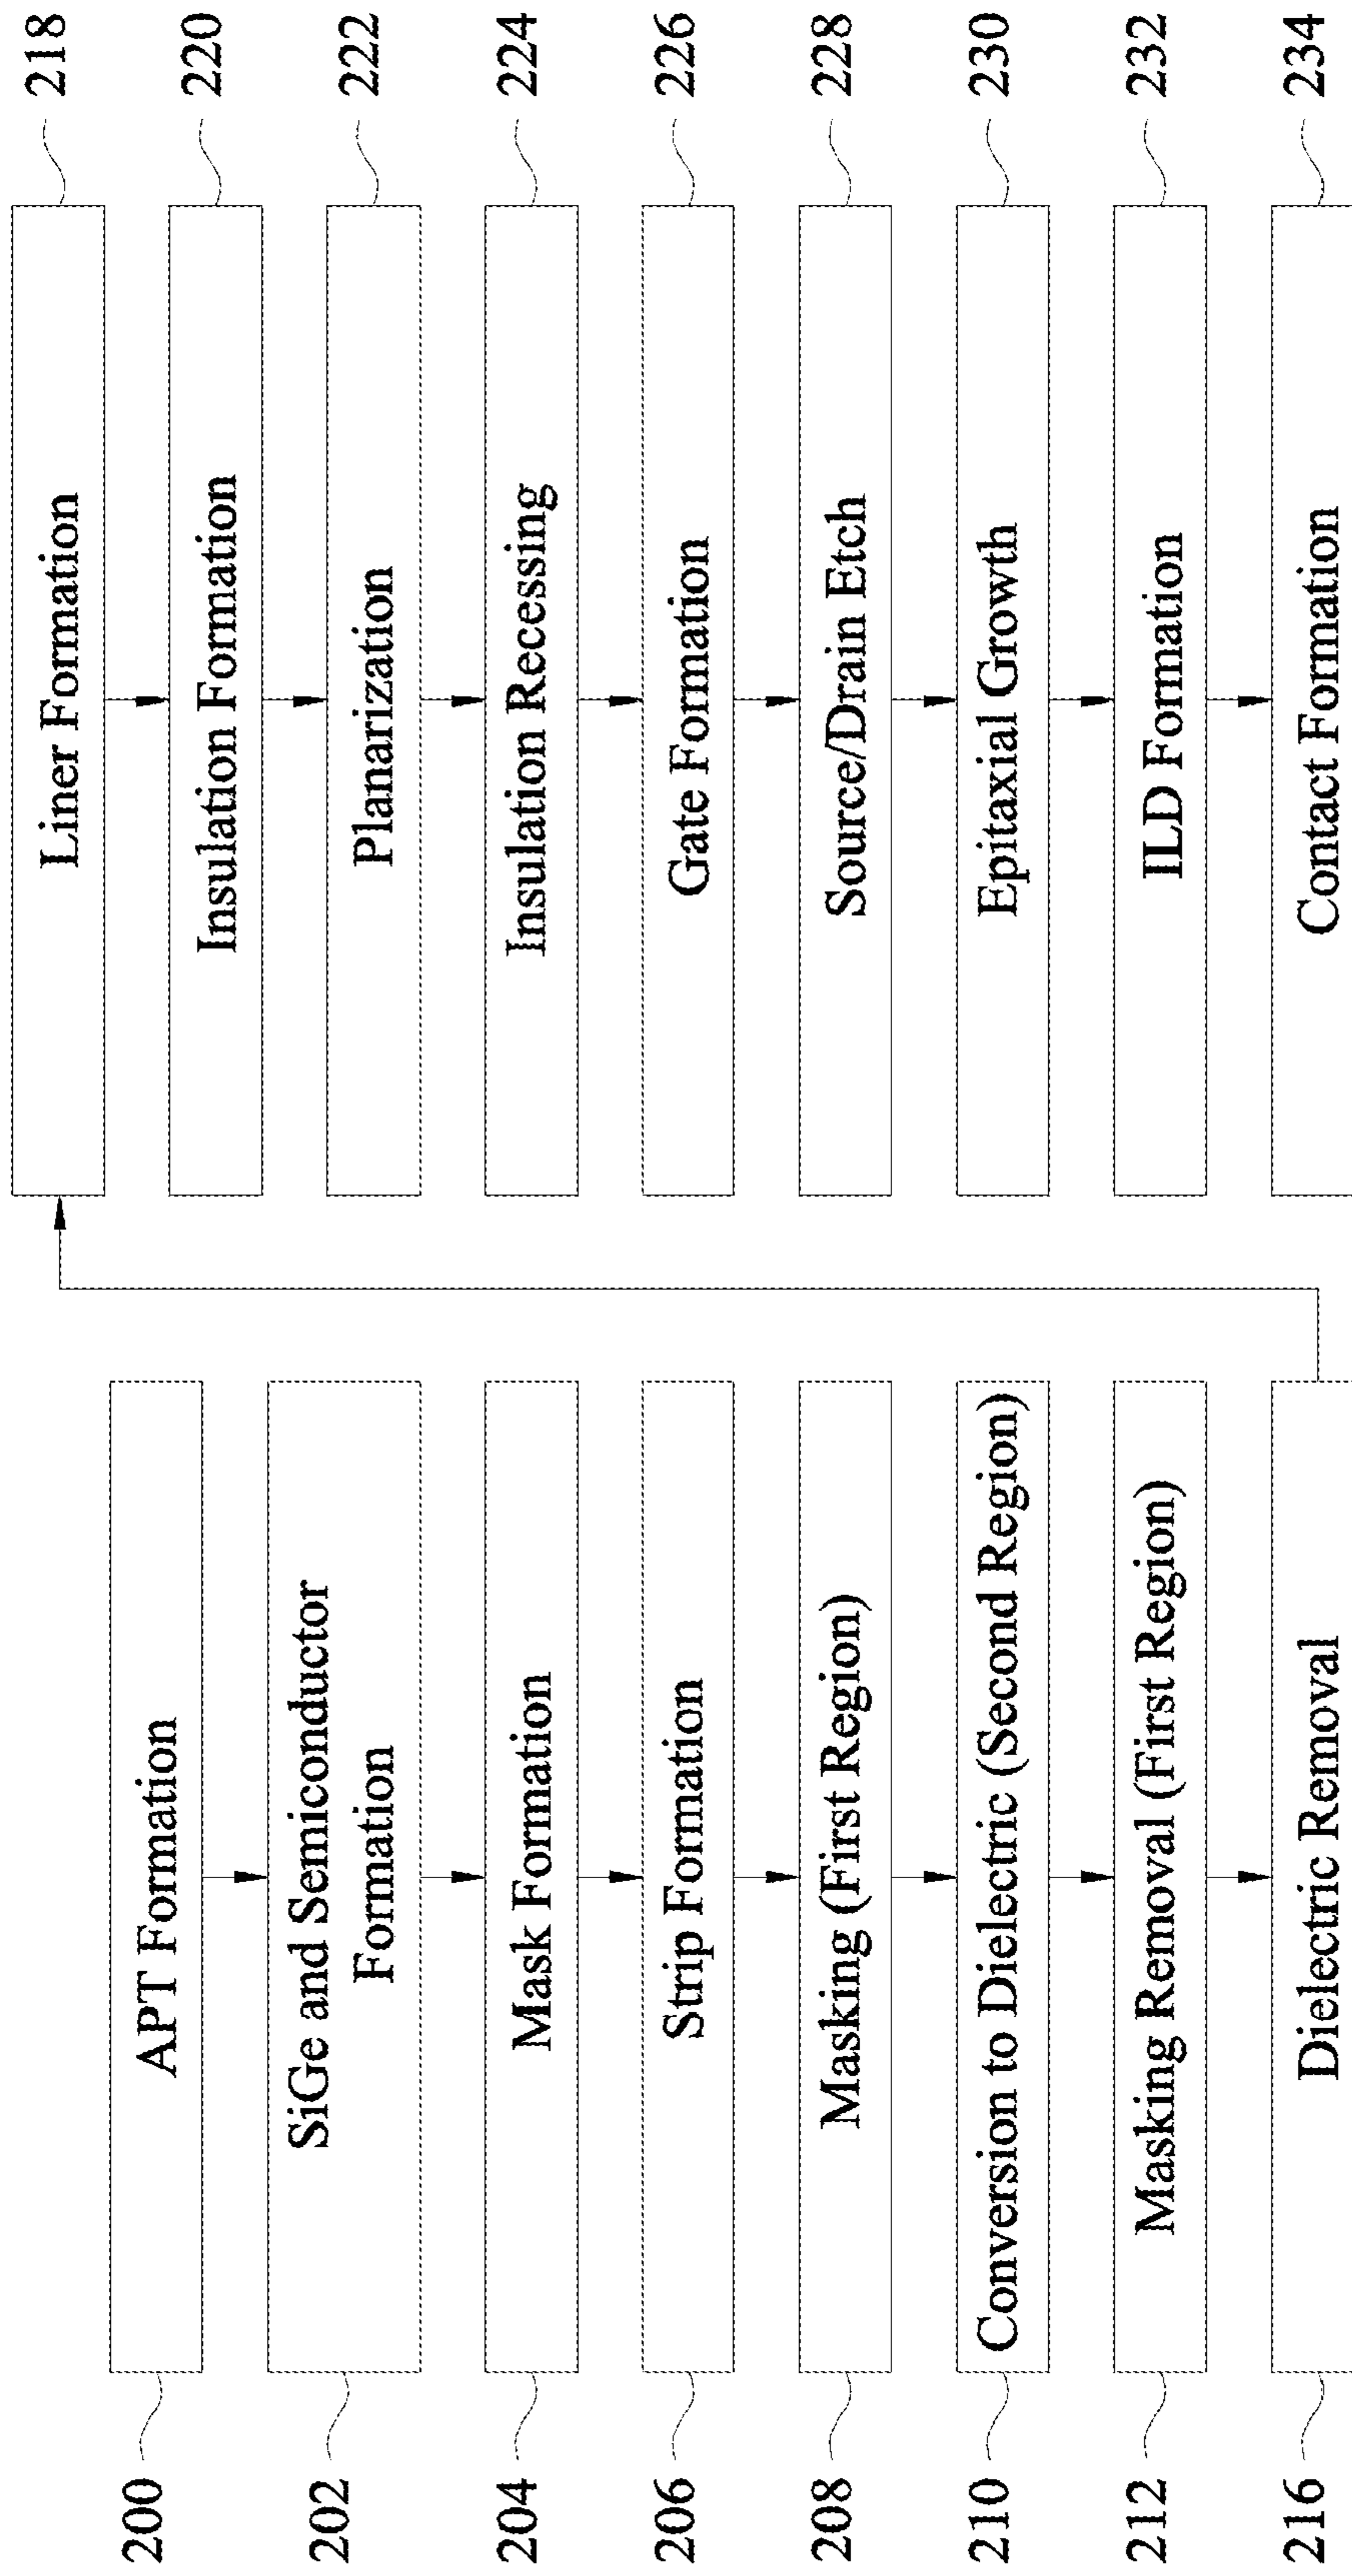 200
APT Formation
202
SiGe and Semiconductor
Formation
204
Mask Formation
206
Strip Formation
208
Masking (First Region)
210
Conversion to Dielectric (Second Region)
212
Masking Removal (First Region)
216
Dielectric Removal
Liner Formation
218
Insulation Formation
220
Planarization
222
Insulation Recessing
224
Gate Formation
226
Source/Drain Etch
228
Epitaxial Growth
230
ILD Formation
232
Contact Formation
234